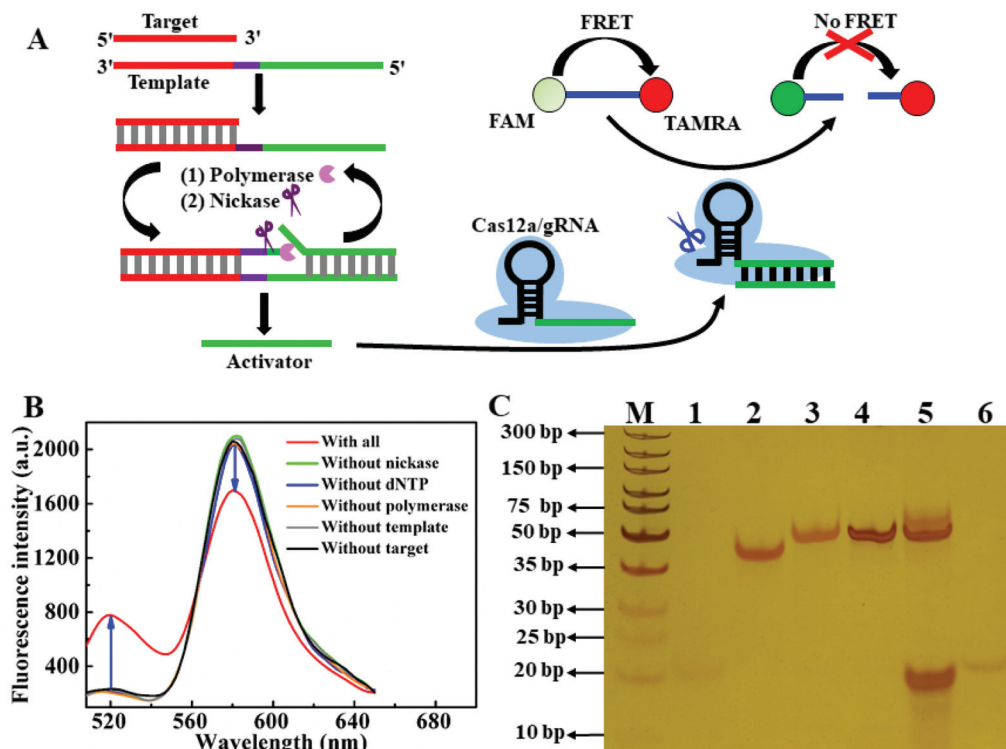 A
Target
5' 3'
3' 5'
Template
(1) Polymerase
(2) Nickase
Activator
FRET
No FRET
FAM
TAMRA
Cas12a/gRNA
B
Fluorescence intensity (a.u.)
2000
1600
1200
800
400
With all
Without nickase
Without dNTP
Without polymerase
Without template
Without target
520 560 600 640 680
Wavelength (nm)
C
M 1 2 3 4 5 6
300 bp
150 bp
75 bp
50 bp
35 bp
30 bp
25 bp
20 bp
10 bp